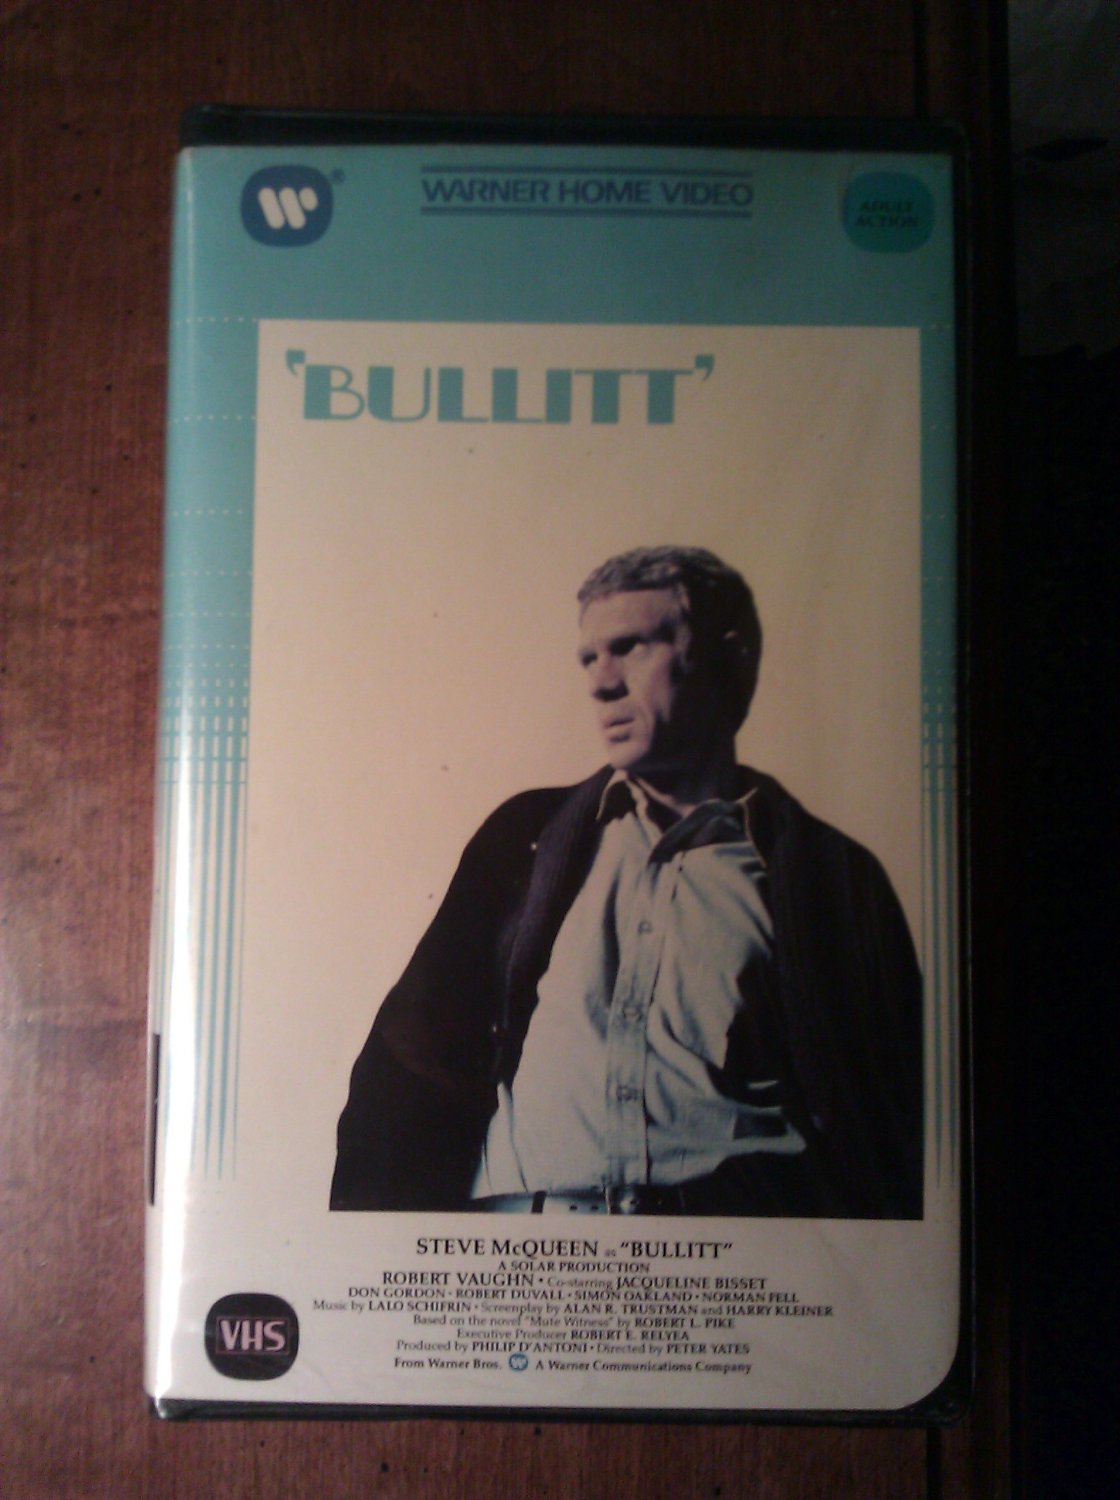 W®
WARNER HOME VIDEO
ADULT
ACTION
'BULLITT'
STEVE McQUEEN as "BULLITT"
A SOLAR PRODUCTION
ROBERT VAUGHN • Co-starring JACQUELINE BISSET
DON GORDON • ROBERT DUVALL • SIMON OAKLAND • NORMAN FELL
Music by LALO SCHIFRIN • Screenplay by ALAN R. TRUSTMAN and HARRY KLEINER
Based on the novel "Mute Witness" by ROBERT L. PIKE
Executive Producer ROBERT E. RELYEA
Produced by PHILIP D'ANTONI • Directed by PETER YATES
From Warner Bros. W A Warner Communications Company
VHS